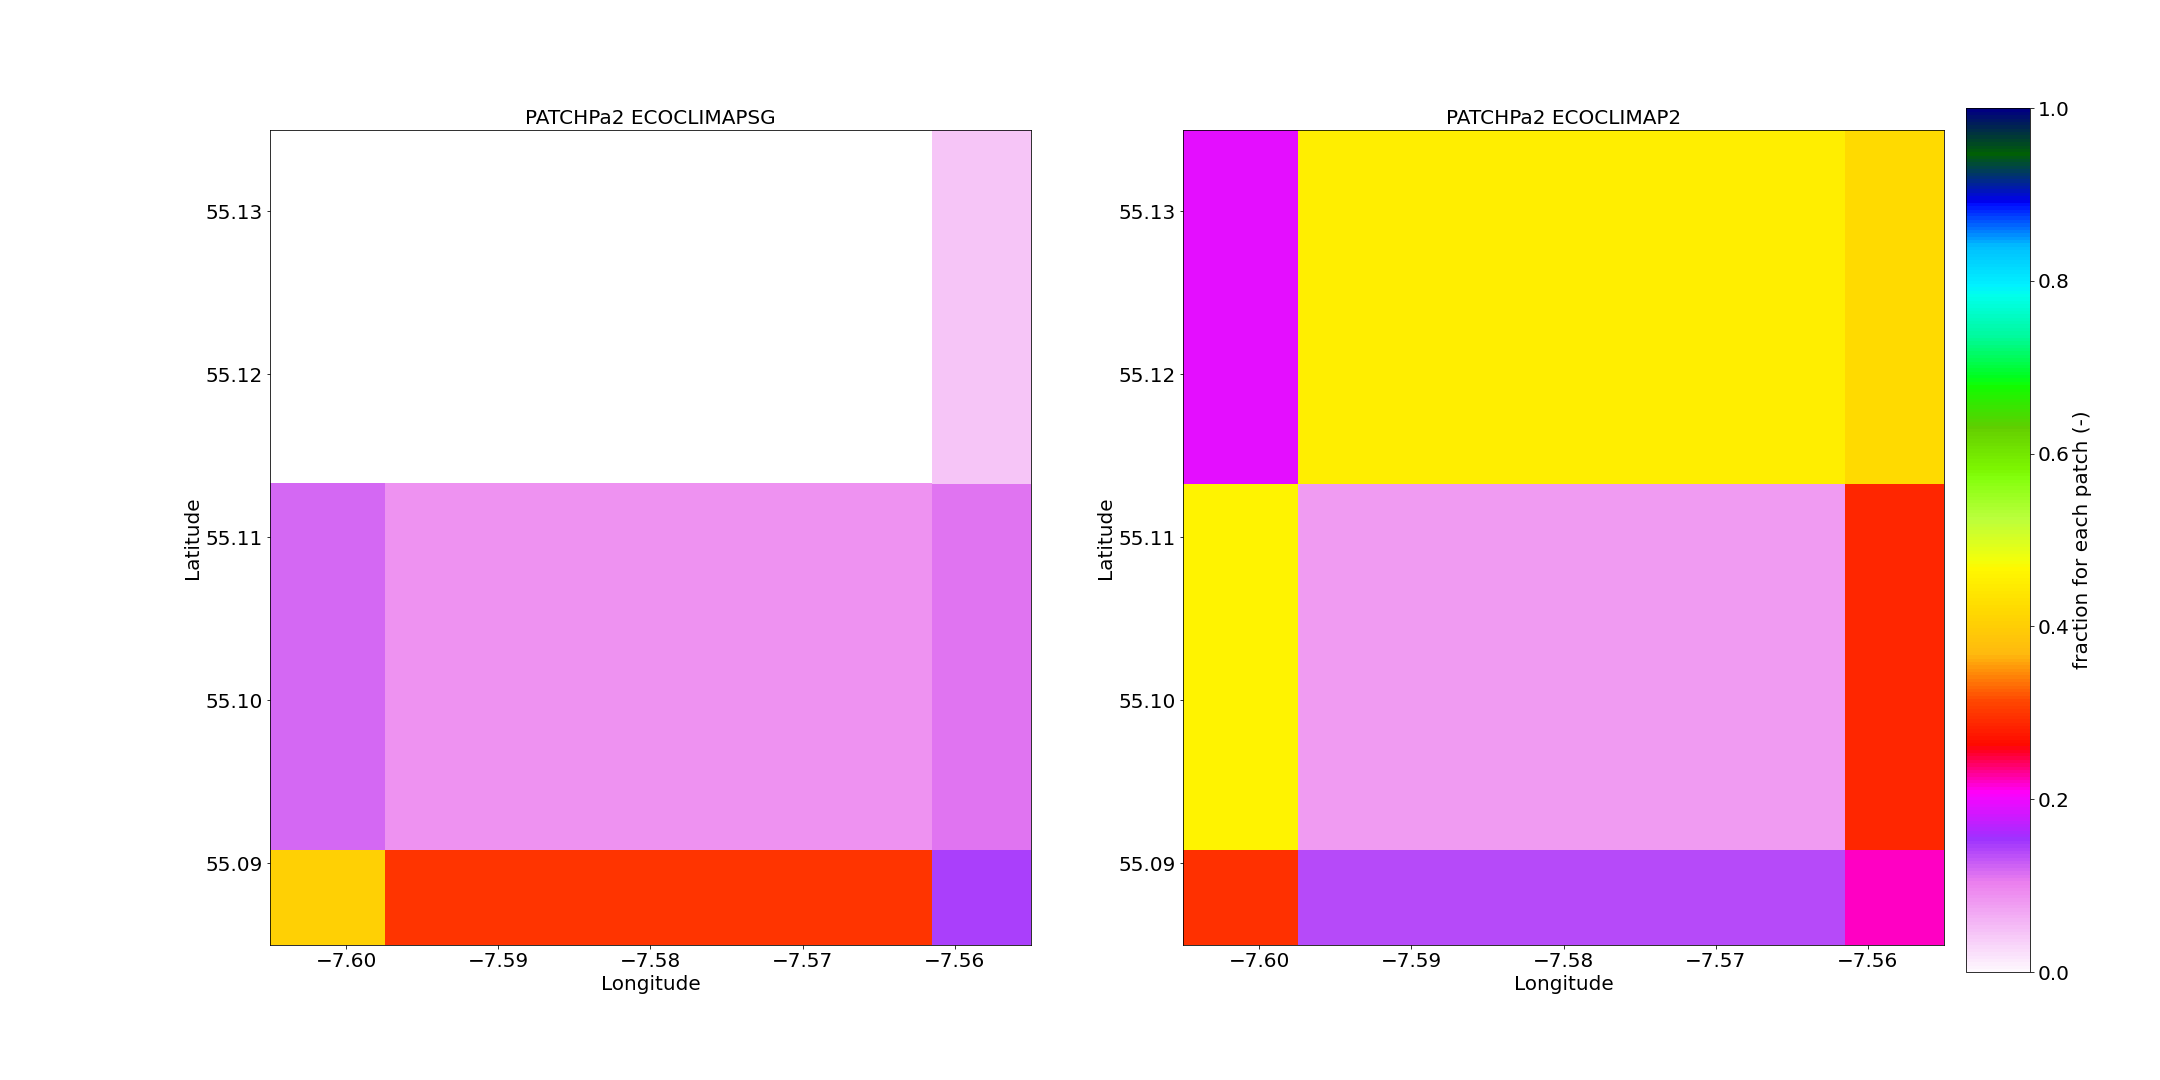 PATCHPa2 ECOCLIMAPSG
55.13
55.12
55.11
55.10
55.09
Latitude
−7.60 −7.59 −7.58 −7.57 −7.56
Longitude
PATCHPa2 ECOCLIMAP2
55.13
55.12
55.11
55.10
55.09
Latitude
−7.60 −7.59 −7.58 −7.57 −7.56
Longitude
1.0
0.8
0.6
0.4
0.2
0.0
fraction for each patch (-)